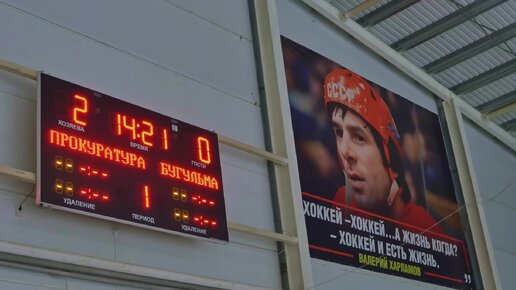 2 14:21 0
ХОЗЯЕВА ВРЕМЯ ГОСТИ
ПРОКУРАТУРА БУГУЛЬМА
1
УДАЛЕНИЕ ПЕРИОД УДАЛЕНИЕ
СССР
ХОККЕЙ –ХОККЕЙ...А ЖИЗНЬ КОГДА?
- ХОККЕЙ И ЕСТЬ ЖИЗНЬ.
ВАЛЕРИЙ ХАРЛАМОВ